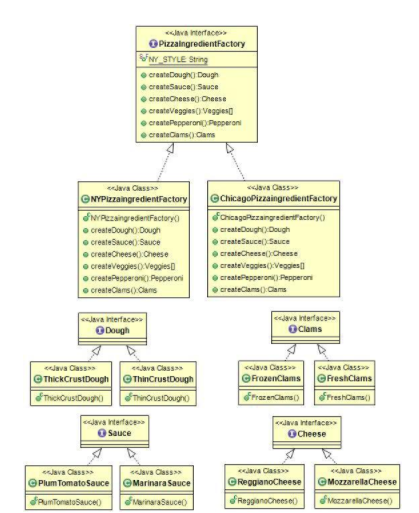 <<Java Interface>>
PizzaIngredientFactory
NY_STYLE: String
createDough():Dough
createSauce():Sauce
createCheese():Cheese
createVeggies():Veggies[]
createPepperoni():Pepperoni
createClams():Clams
<<Java Class>>
NYPizzaingredientFactory
NYPizzaingredientFactory()
createDough():Dough
createSauce():Sauce
createCheese():Cheese
createVeggies():Veggies[]
createPepperoni():Pepperoni
createClams():Clams
<<Java Class>>
ChicagoPizzaingredientFactory
ChicagoPizzaingredientFactory()
createDough():Dough
createSauce():Sauce
createCheese():Cheese
createVeggies():Veggies[]
createPepperoni():Pepperoni
createClams():Clams
<<Java Interface>>
Dough
<<Java Class>>
ThickCrustDough
ThickCrustDough()
<<Java Class>>
ThinCrustDough
ThinCrustDough()
<<Java Interface>>
Clams
<<Java Class>>
FrozenClams
FrozenClams()
<<Java Class>>
FreshClams
FreshClams()
<<Java Interface>>
Sauce
<<Java Class>>
PlumTomatoSauce
PlumTomatoSauce()
<<Java Class>>
MarinaraSauce
MarinaraSauce()
<<Java Interface>>
Cheese
<<Java Class>>
ReggianoCheese
ReggianoCheese()
<<Java Class>>
MozzarellaCheese
MozzarellaCheese()